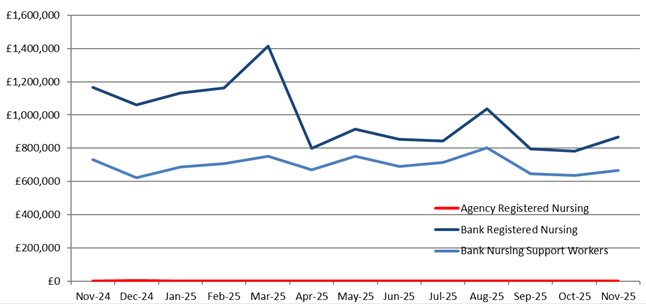 £1,600,000
£1,400,000
£1,200,000
£1,000,000
£800,000
£600,000
£400,000
£200,000
£0
Agency Registered Nursing
Bank Registered Nursing
Bank Nursing Support Workers
Nov-24 Dec-24 Jan-25 Feb-25 Mar-25 Apr-25 May-25 Jun-25 Jul-25 Aug-25 Sep-25 Oct-25 Nov-25